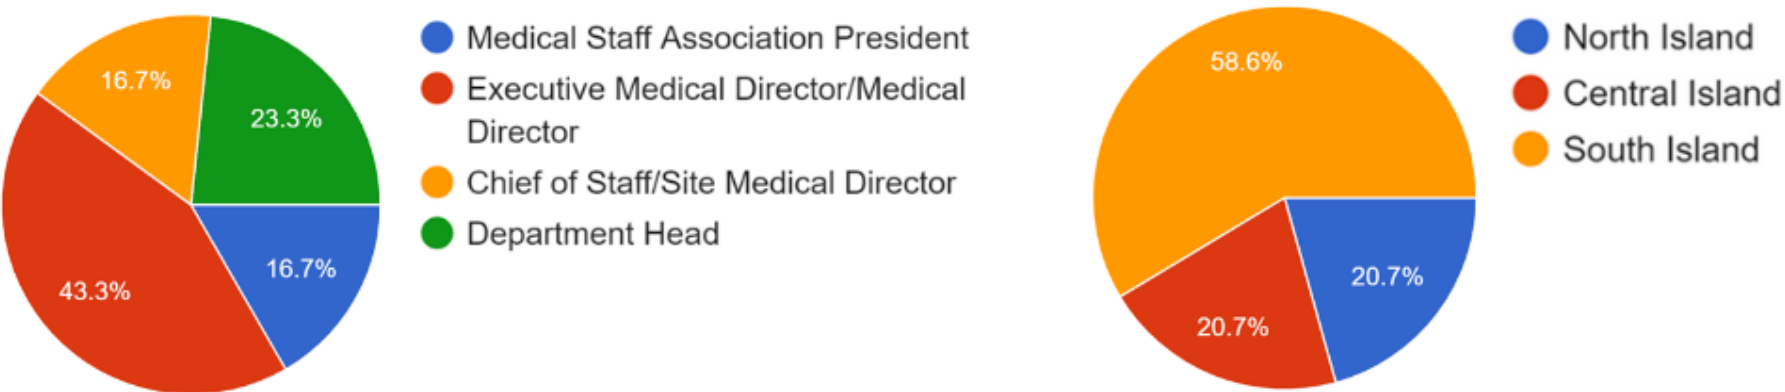 16.7%
23.3%
43.3%
16.7%
Medical Staff Association President
Executive Medical Director/Medical
Director
Chief of Staff/Site Medical Director
Department Head
58.6%
20.7%
20.7%
North Island
Central Island
South Island